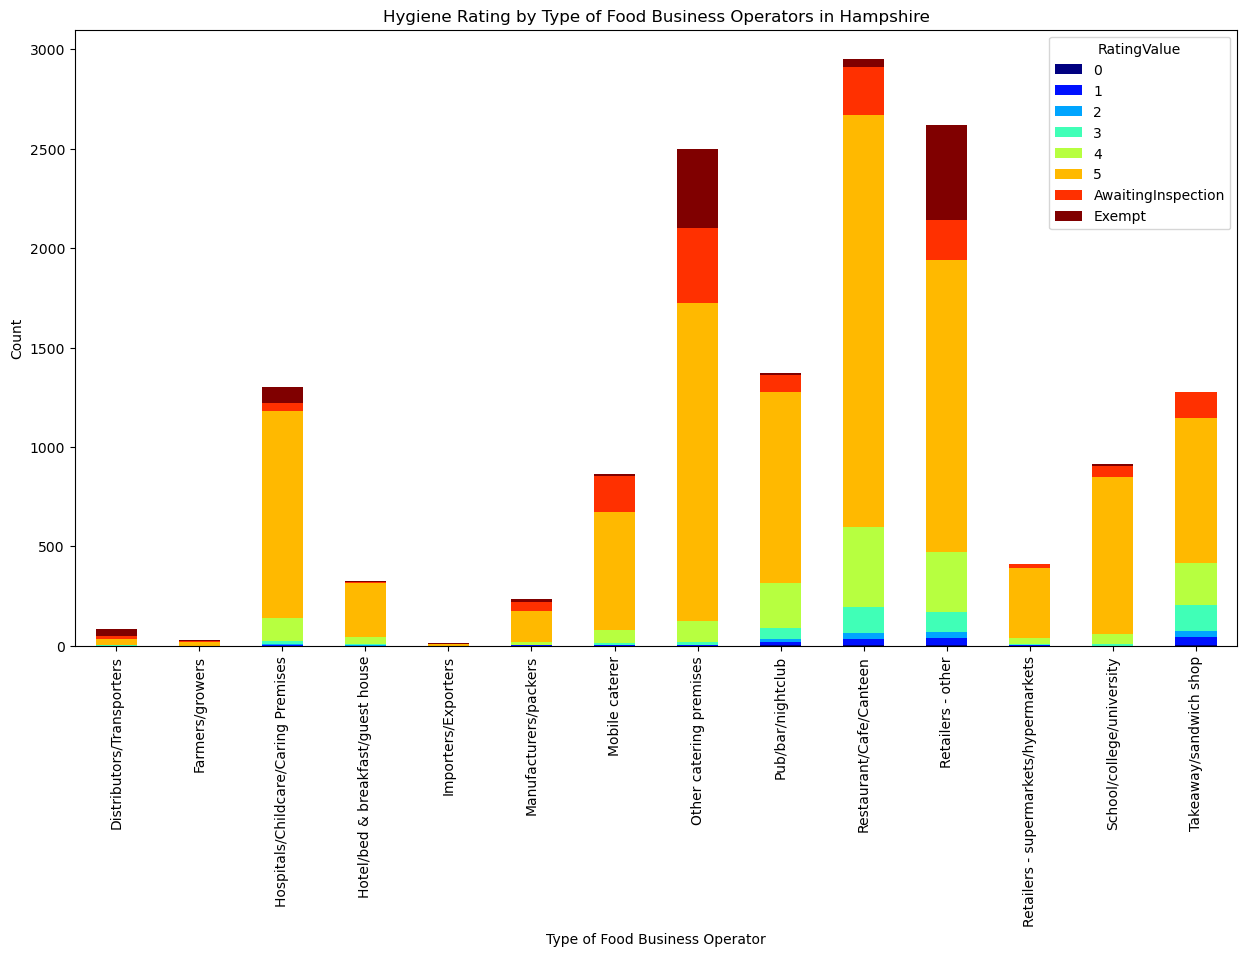 Hygiene Rating by Type of Food Business Operators in Hampshire
RatingValue
0
1
2
3
4
5
AwaitingInspection
Exempt
Count
3000
2500
2000
1500
1000
500
0
Distributors/Transporters
Farmers/growers
Hospitals/Childcare/Caring Premises
Hotel/bed & breakfast/guest house
Importers/Exporters
Manufacturers/packers
Mobile caterer
Other catering premises
Pub/bar/nightclub
Restaurant/Cafe/Canteen
Retailers - other
Retailers - supermarkets/hypermarkets
School/college/university
Takeaway/sandwich shop
Type of Food Business Operator